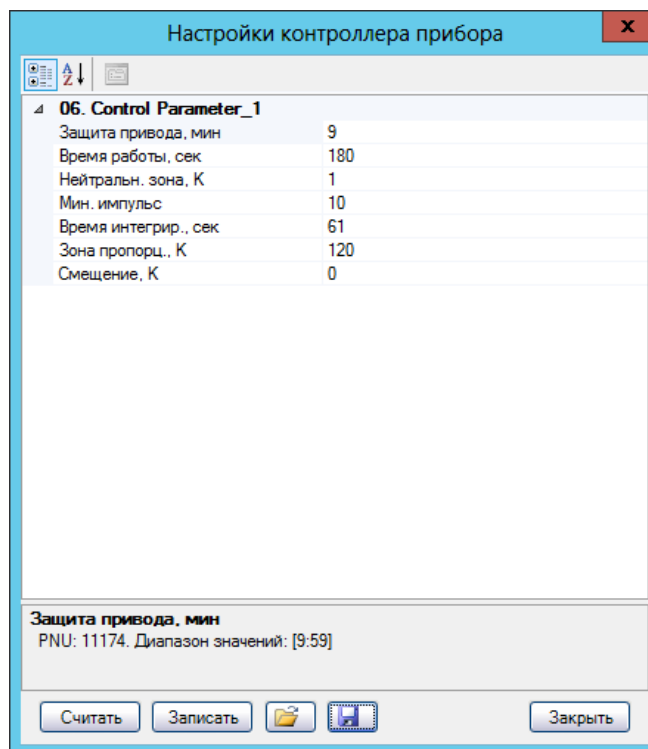 Настройки контроллера прибора
06. Control Parameter_1
Защита привода, мин 9
Время работы, сек 180
Нейтральн. зона, К 1
Мин. импульс 10
Время интегрир., сек 61
Зона пропорц., К 120
Смещение, К 0
Защита привода, мин
PNU: 11174. Диапазон значений: [9:59]
Считать Записать Закрыть